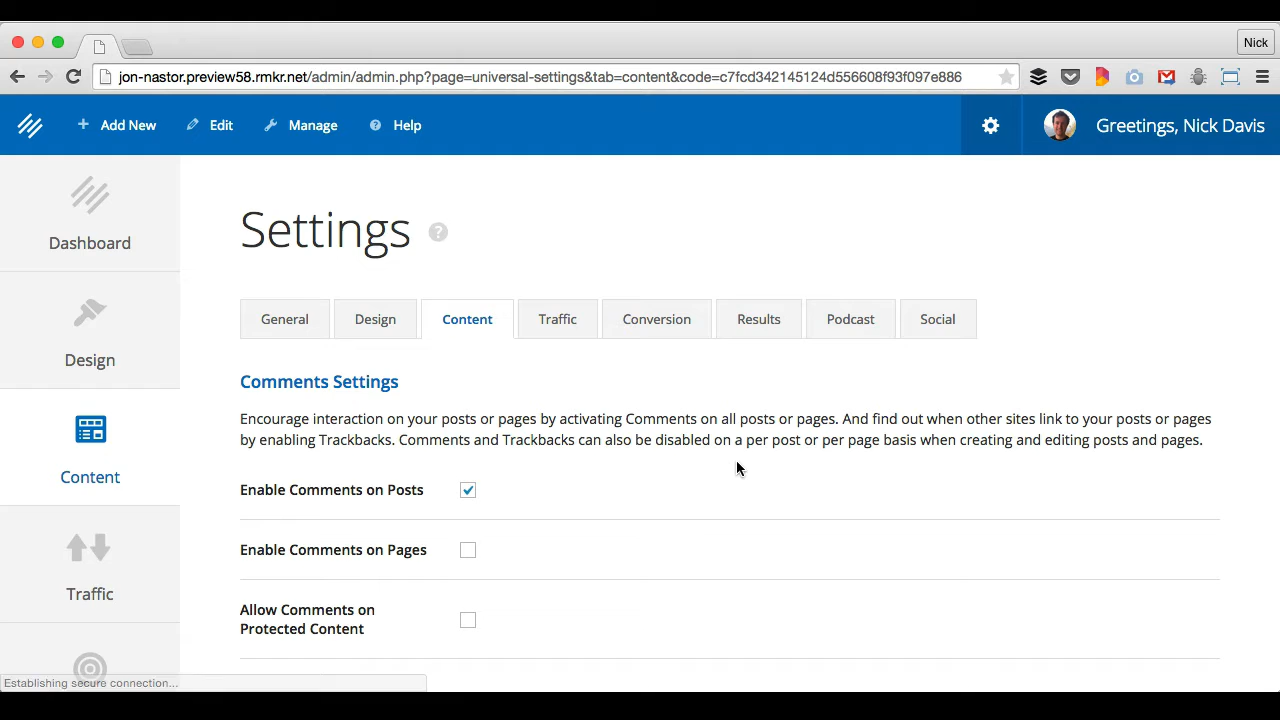 Nick
jon-nastor.preview58.rmkr.net/admin/admin.php?page=universal-settings&tab=content&code=c7fcd342145124d556608f93f097e886
Add New Edit Manage ? Help Greetings, Nick Davis
Dashboard
Design
Content
Traffic
Settings ?
General Design Content Traffic Conversion Results Podcast Social
Comments Settings
Encourage interaction on your posts or pages by activating Comments on all posts or pages. And find out when other sites link to your posts or pages
by enabling Trackbacks. Comments and Trackbacks can also be disabled on a per post or per page basis when creating and editing posts and pages.
Enable Comments on Posts
Enable Comments on Pages
Allow Comments on
Protected Content
Establishing secure connection...